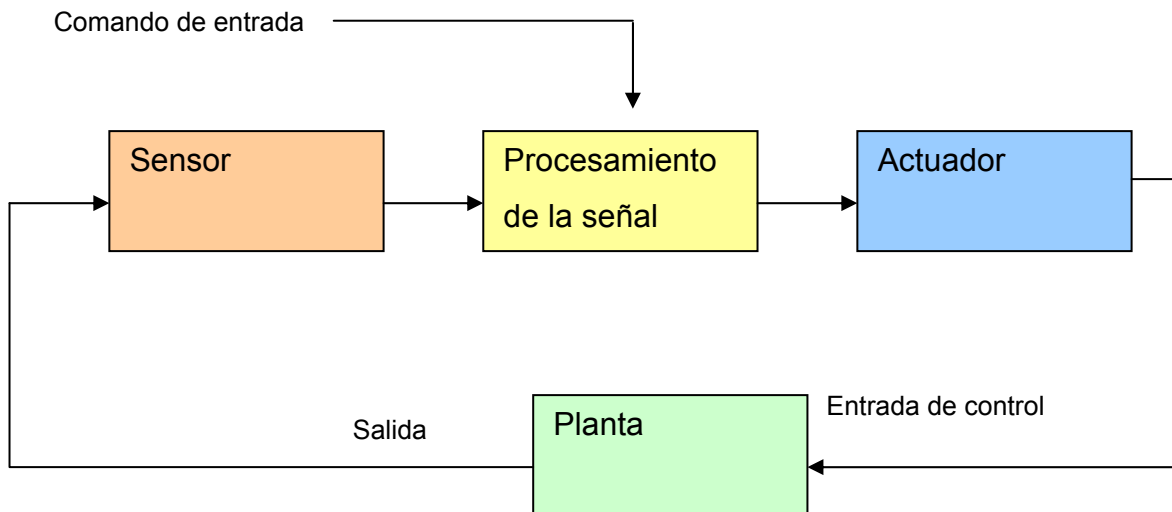 Comando de entrada
Sensor
Procesamiento
de la señal
Actuador
Salida
Planta
Entrada de control